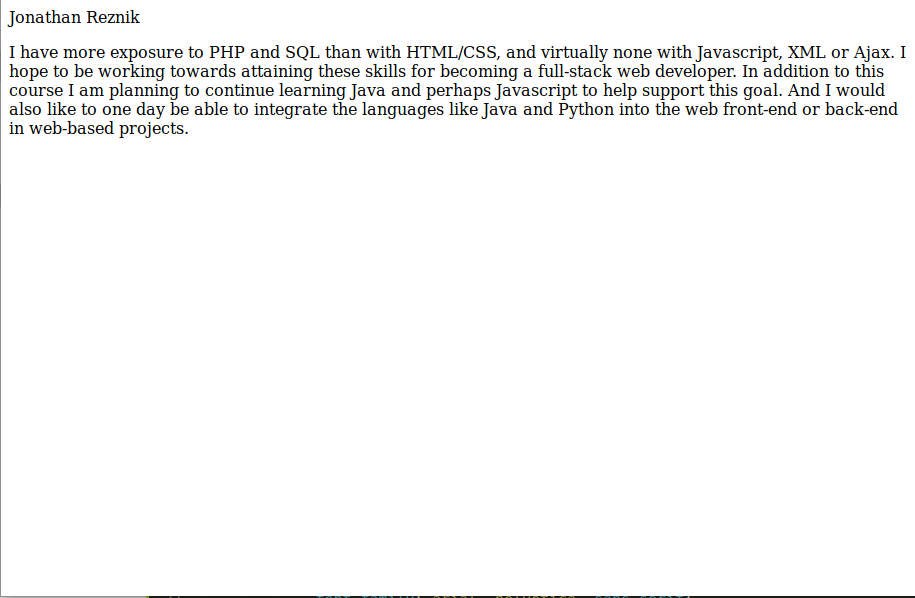 Jonathan Reznik
I have more exposure to PHP and SQL than with HTML/CSS, and virtually none with Javascript, XML or Ajax. I
hope to be working towards attaining these skills for becoming a full-stack web developer. In addition to this
course I am planning to continue learning Java and perhaps Javascript to help support this goal. And I would
also like to one day be able to integrate the languages like Java and Python into the web front-end or back-end
in web-based projects.